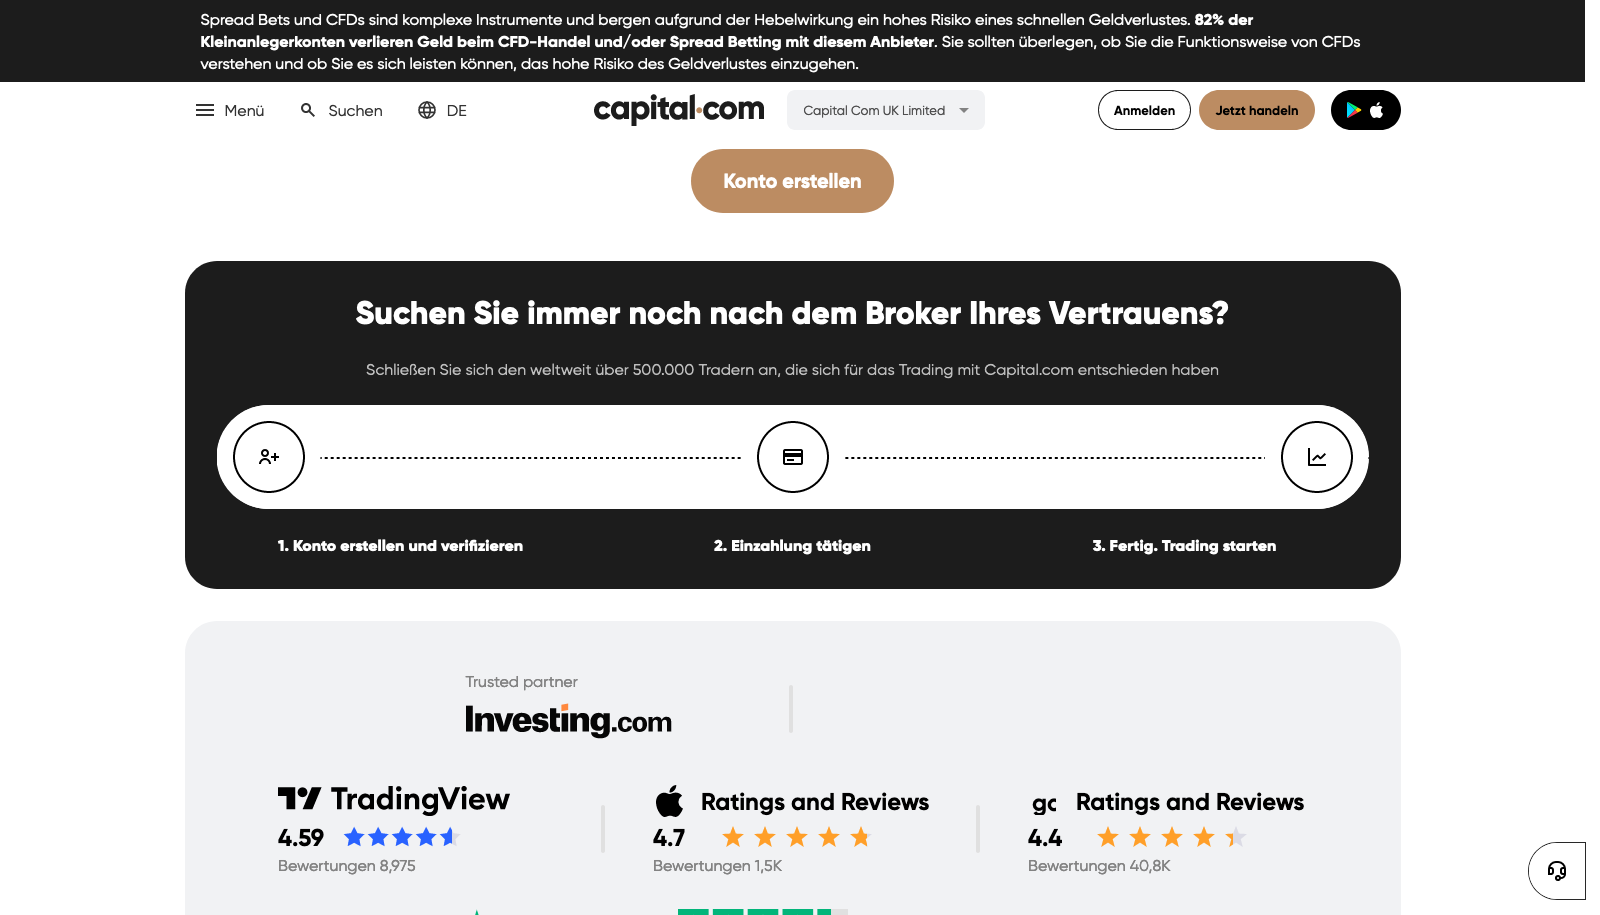 Spread Bets und CFDs sind komplexe Instrumente und bergen aufgrund der Hebelwirkung ein hohes Risiko eines schnellen Geldverlustes. 82% der
Kleinanlegerkonten verlieren Geld beim CFD-Handel und/oder Spread Betting mit diesem Anbieter. Sie sollten überlegen, ob Sie die Funktionsweise von CFDs
verstehen und ob Sie es sich leisten können, das hohe Risiko des Geldverlustes einzugehen.
Menü Suchen DE capital.com Capital Com UK Limited Anmelden Jetzt handeln
Konto erstellen
Suchen Sie immer noch nach dem Broker Ihres Vertrauens?
Schließen Sie sich den weltweit über 500.000 Tradern an, die sich für das Trading mit Capital.com entschieden haben
1. Konto erstellen und verifizieren 2. Einzahlung tätigen 3. Fertig. Trading starten
Trusted partner
Investing.com
TradingView Ratings and Reviews Ratings and Reviews
4.59 4.7 4.4
Bewertungen 8,975 Bewertungen 1,5K Bewertungen 40,8K